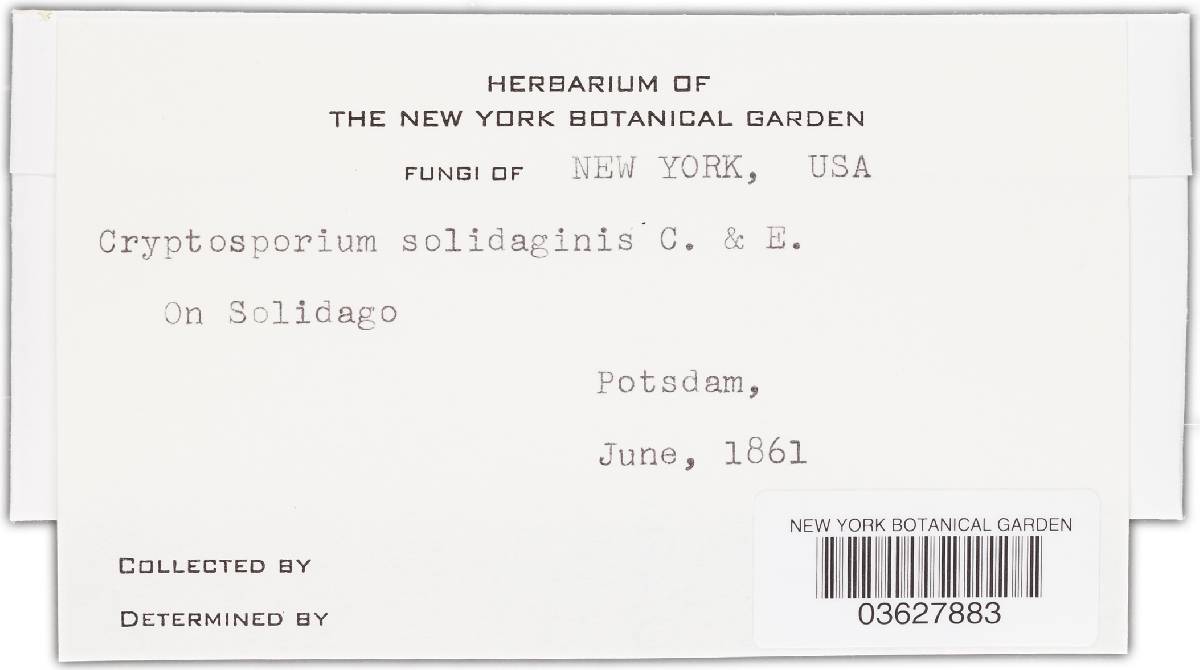 HERBARIUM OF
THE NEW YORK BOTANICAL GARDEN
FUNGI OF NEW YORK, USA
Cryptosporium solidaginis C. & E.
On Solidago
Potsdam,
June, 1861
NEW YORK BOTANICAL GARDEN
03627883
COLLECTED BY
DETERMINED BY